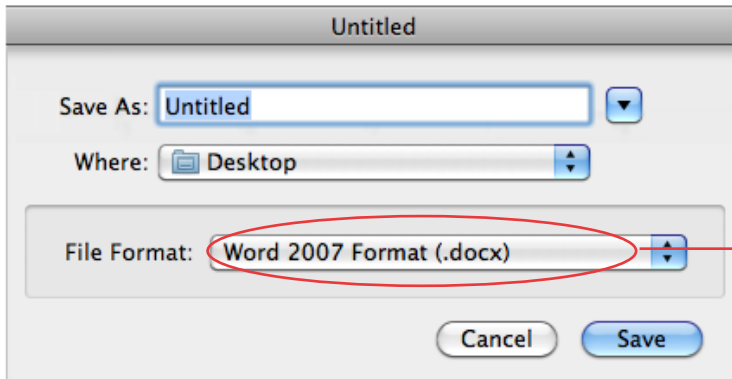 Untitled
Save As: Untitled
Where: Desktop
File Format: Word 2007 Format (.docx)
Cancel Save